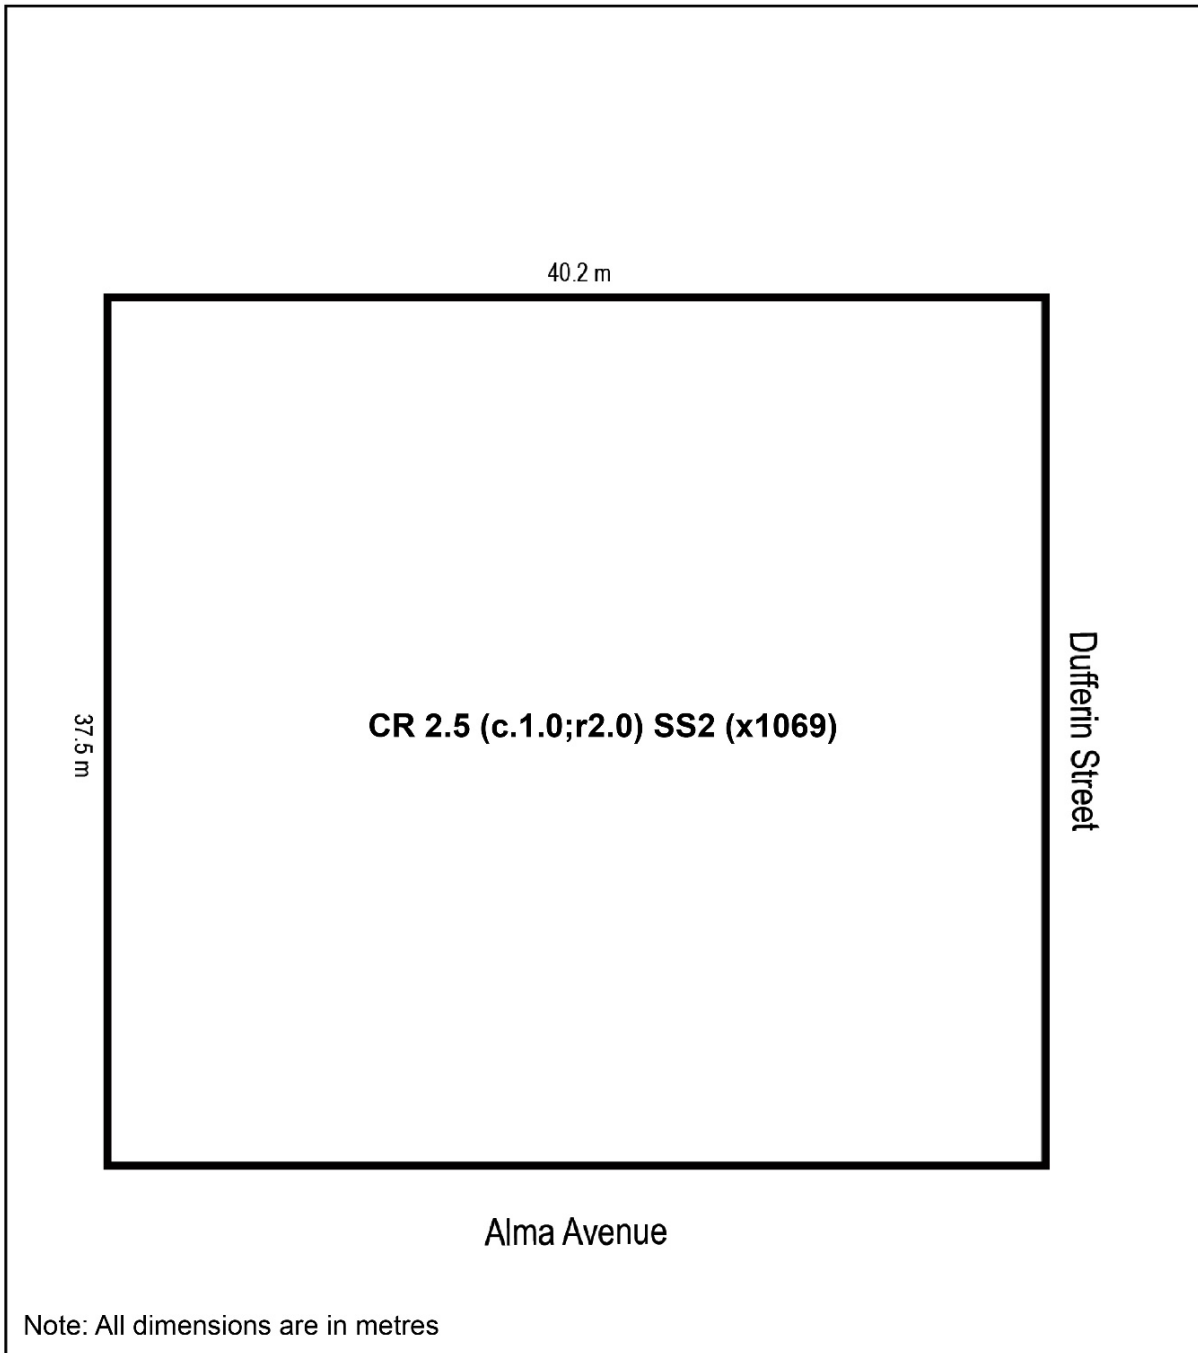 40.2 m
37.5 m
CR 2.5 (c.1.0;r2.0) SS2 (x1069)
Dufferin Street
Alma Avenue
Note: All dimensions are in metres